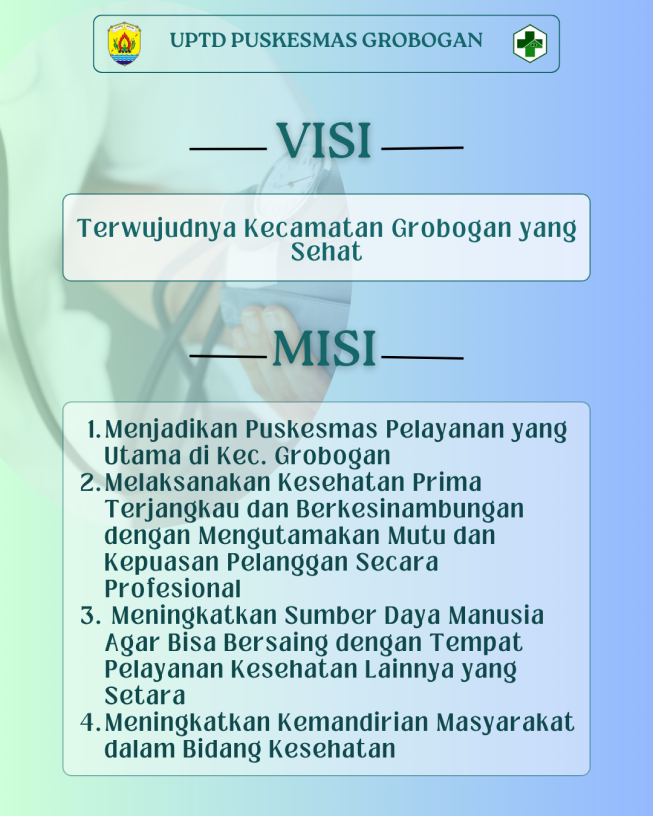 UPTD PUSKESMAS GROBOGAN
VISI
Terwujudnya Kecamatan Grobogan yang
Sehat
MISI
1. Menjadikan Puskesmas Pelayanan yang
Utama di Kec. Grobogan
2. Melaksanakan Kesehatan Prima
Terjangkau dan Berkesinambungan
dengan Mengutamakan Mutu dan
Kepuasan Pelanggan Secara
Profesional
3. Meningkatkan Sumber Daya Manusia
Agar Bisa Bersaing dengan Tempat
Pelayanan Kesehatan Lainnya yang
Setara
4. Meningkatkan Kemandirian Masyarakat
dalam Bidang Kesehatan